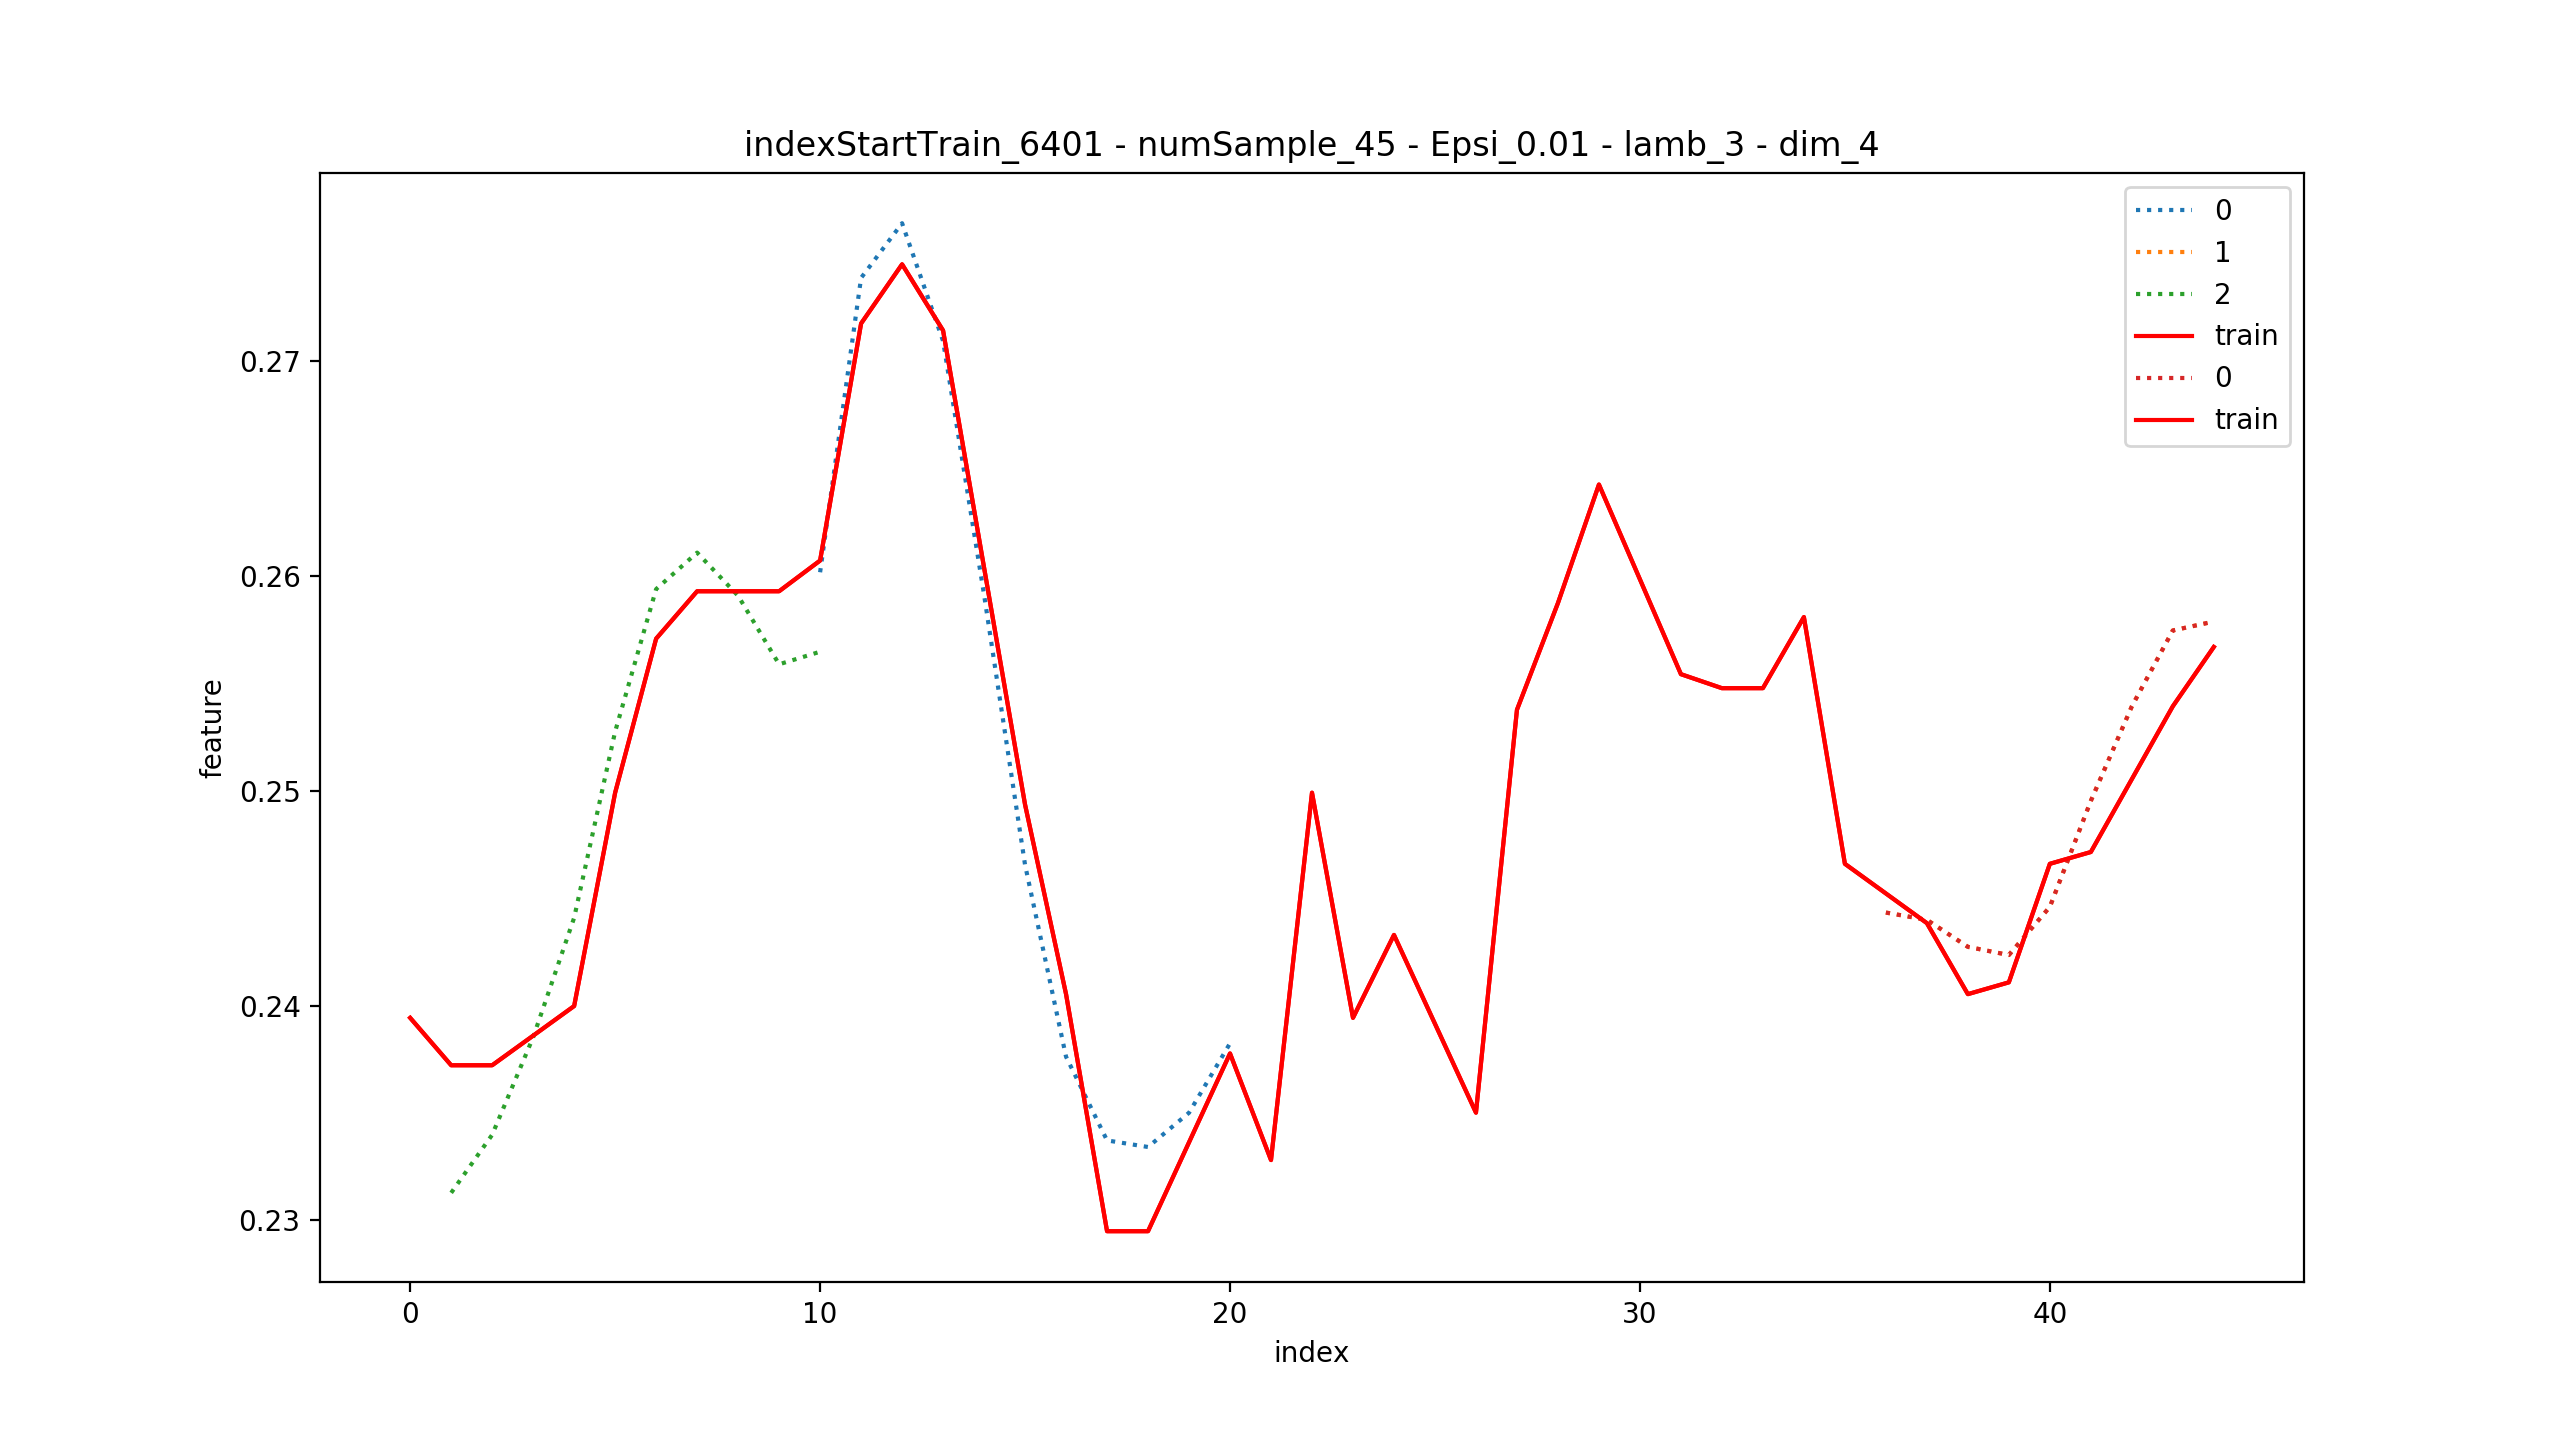 indexStartTrain_6401 - numSample_45 - Epsi_0.01 - lamb_3 - dim_4
0
1
2
train
0
train
0.27
0.26
0.25
0.24
0.23
feature
0 10 20 30 40
index